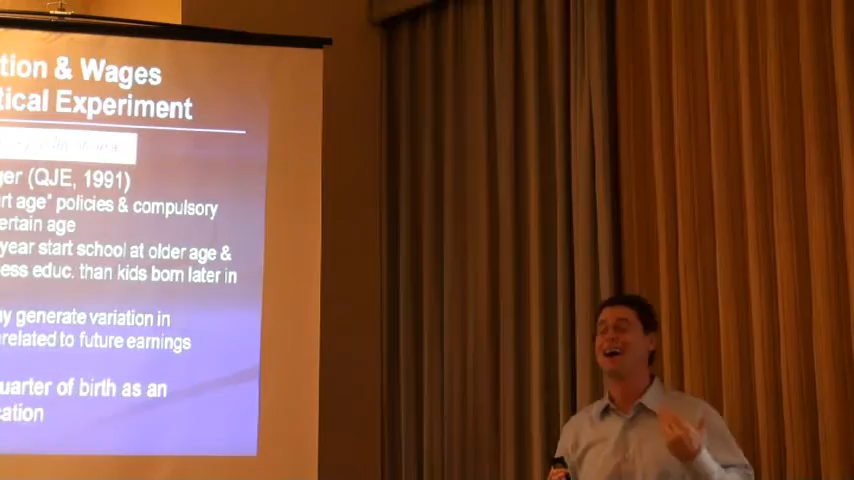 tion & Wages
tical Experiment
ger (QJE, 1991)
rt age" policies & compulsory
ertain age
year start school at older age &
ess educ. than kids born later in
y generate variation in
related to future earnings
uarter of birth as an
cation